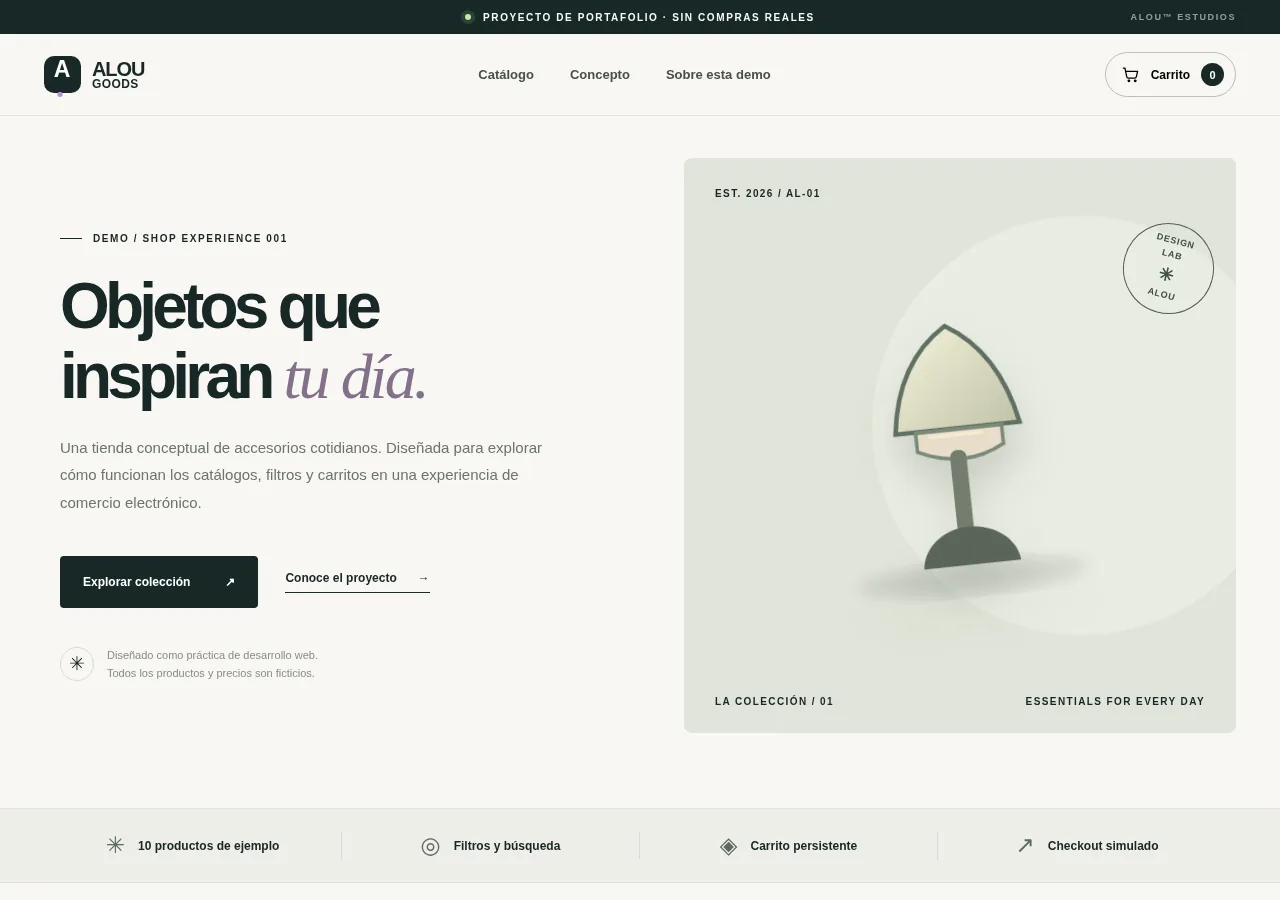 PROYECTO DE PORTAFOLIO · SIN COMPRAS REALES
ALOU™ ESTUDIOS
A
ALOU
GOODS
Catálogo
Concepto
Sobre esta demo
Carrito 0
DEMO / SHOP EXPERIENCE 001
Objetos que
inspiran tu día.
Una tienda conceptual de accesorios cotidianos. Diseñada para explorar
cómo funcionan los catálogos, filtros y carritos en una experiencia de
comercio electrónico.
Explorar colección ↗
Conoce el proyecto →
Diseñado como práctica de desarrollo web.
Todos los productos y precios son ficticios.
EST. 2026 / AL-01
DESIGN
LAB
ALOU
LA COLECCIÓN / 01
ESSENTIALS FOR EVERY DAY
10 productos de ejemplo
Filtros y búsqueda
Carrito persistente
Checkout simulado